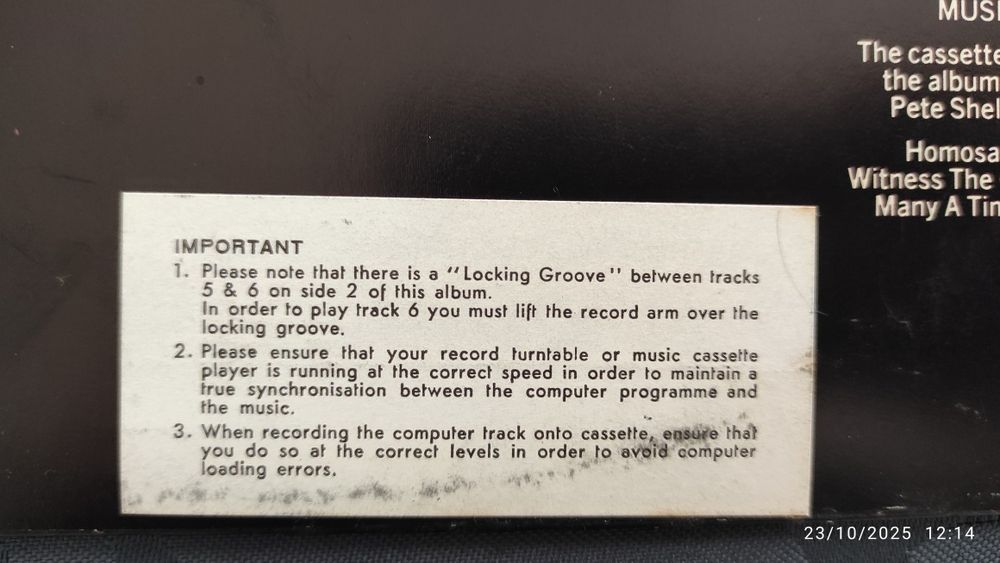 MUSI
The cassette
the album
Pete Shel
Homosa
Witness The
Many A Tim
IMPORTANT
1. Please note that there is a "Locking Groove" between tracks
5 & 6 on side 2 of this album.
In order to play track 6 you must lift the record arm over the
locking groove.
2. Please ensure that your record turntable or music cassette
player is running at the correct speed in order to maintain a
true synchronisation between the computer programme and
the music.
3. When recording the computer track onto cassette, ensure that
you do so at the correct levels in order to avoid computer
loading errors.
23/10/2025 12:14